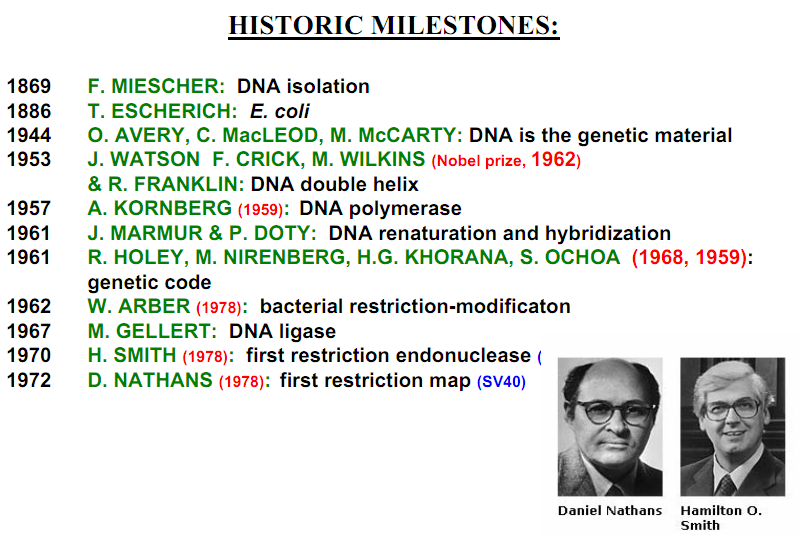 HISTORIC MILESTONES:
1869 F. MIESCHER: DNA isolation
1886 T. ESCHERICH: E. coli
1944 O. AVERY, C. MacLEOD, M. McCARTY: DNA is the genetic material
1953 J. WATSON F. CRICK, M. WILKINS (Nobel prize, 1962)
& R. FRANKLIN: DNA double helix
1957 A. KORNBERG (1959): DNA polymerase
1961 J. MARMUR & P. DOTY: DNA renaturation and hybridization
1961 R. HOLEY, M. NIRENBERG, H.G. KHORANA, S. OCHOA (1968, 1959):
genetic code
1962 W. ARBER (1978): bacterial restriction-modificaton
1967 M. GELLERT: DNA ligase
1970 H. SMITH (1978): first restriction endonuclease (
1972 D. NATHANS (1978): first restriction map (SV40)
Daniel Nathans
Hamilton O.
Smith